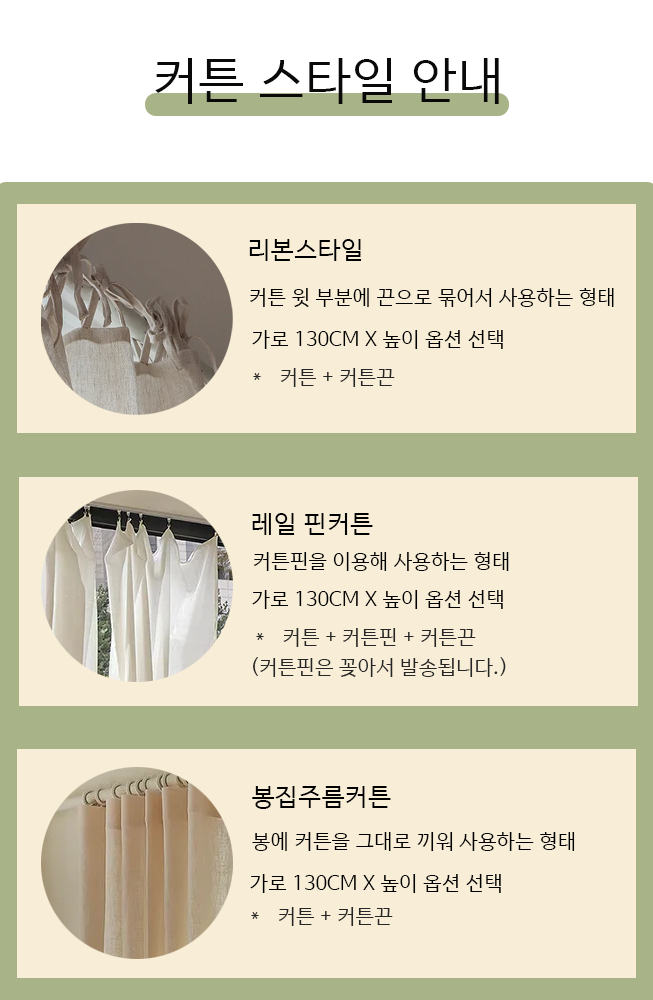 커튼 스타일 안내
리본스타일
커튼 윗 부분에 끈으로 묶어서 사용하는 형태
가로 130CM X 높이 옵션 선택
* 커튼 + 커튼끈
레일 핀커튼
커튼핀을 이용해 사용하는 형태
가로 130CM X 높이 옵션 선택
* 커튼 + 커튼핀 + 커튼끈
(커튼핀은 꽂아서 발송됩니다.)
봉집주름커튼
봉에 커튼을 그대로 끼워 사용하는 형태
가로 130CM X 높이 옵션 선택
* 커튼 + 커튼끈